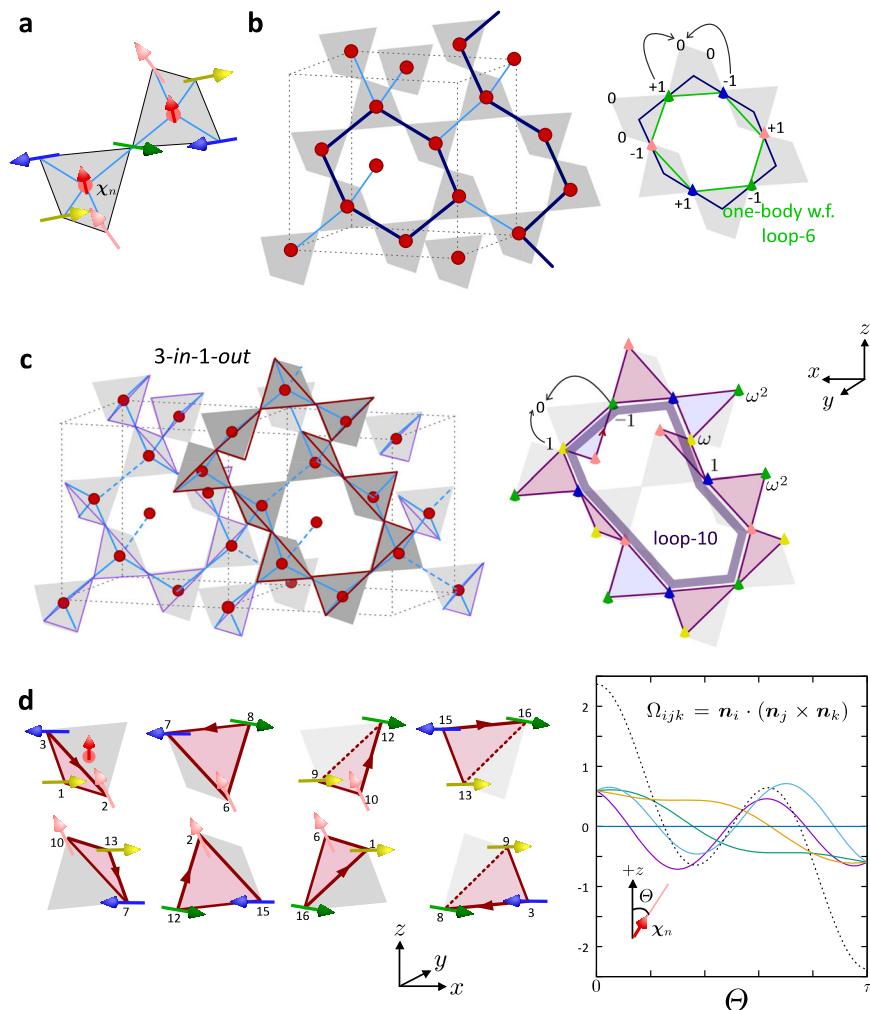 a
χₙ
b
0
0
+1
-1
0
0
+1
-1
+1
-1
one-body w.f.
loop-6
c
3-in-1-out
z
x
y
0
1
−1
ω²
ω
1
ω²
loop-10
d
3
1
2
7
8
6
12
9
10
15
16
13
10
13
7
2
12
15
6
1
16
9
8
3
z
y
x
Ωᵢⱼₖ = nᵢ · (nⱼ × nₖ)
2
1
0
-1
-2
+z
Θ
χₙ
0
Θ